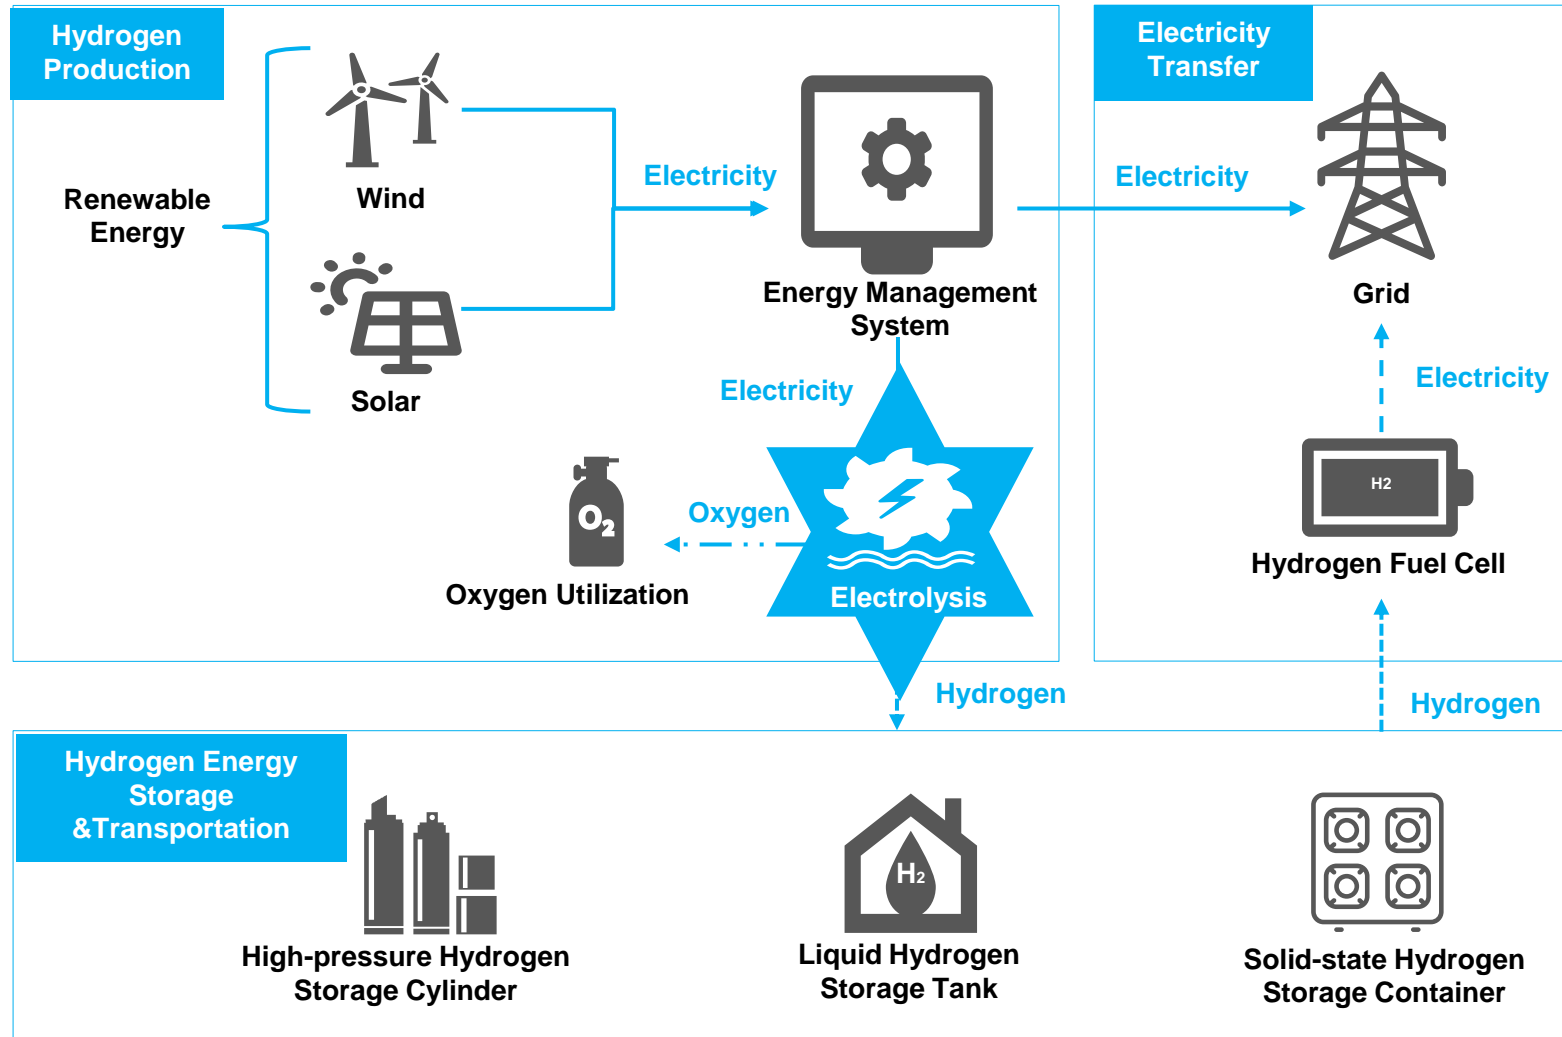 Hydrogen
Production
Electricity
Transfer
Renewable
Energy
Wind
Solar
Electricity
Energy Management
System
Electricity
Grid
Electricity
Electricity
O2
Oxygen
Oxygen Utilization
Electrolysis
H2
Hydrogen Fuel Cell
Hydrogen
Hydrogen
Hydrogen Energy
Storage
&Transportation
High-pressure Hydrogen
Storage Cylinder
H2
Liquid Hydrogen
Storage Tank
Solid-state Hydrogen
Storage Container